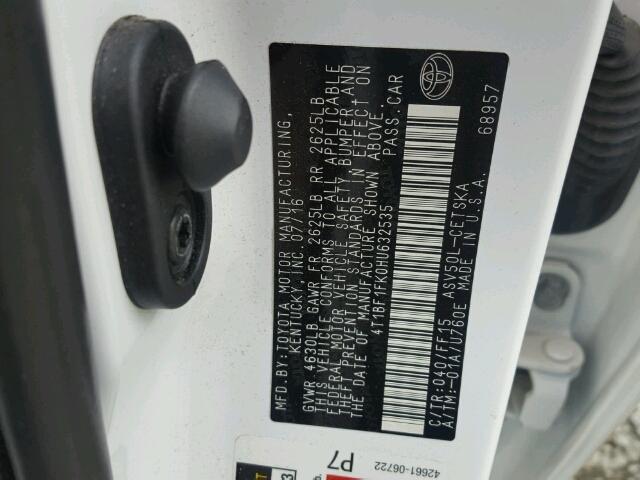 MFD.BY:TOYOTA MOTOR MANUFACTURING,
KENTUCKY, INC. 07/16
GVWR 4630LB GAWR FR 2625LB RR 2625LB
THIS VEHICLE CONFORMS TO ALL APPLICABLE
FEDERAL MOTOR VEHICLE SAFETY BUMPER AND
THEFT PREVENTION STANDARDS IN EFFECT ON
THE DATE OF MANUFACTURE SHOWN ABOVE.
4T1BF1FK0HU632535 PASS.CAR
C/TR:040/FF15 ASV50L-CETSKA
A/TM:-01A/U760E MADE IN U.S.A.
68957
42661-06722
P7